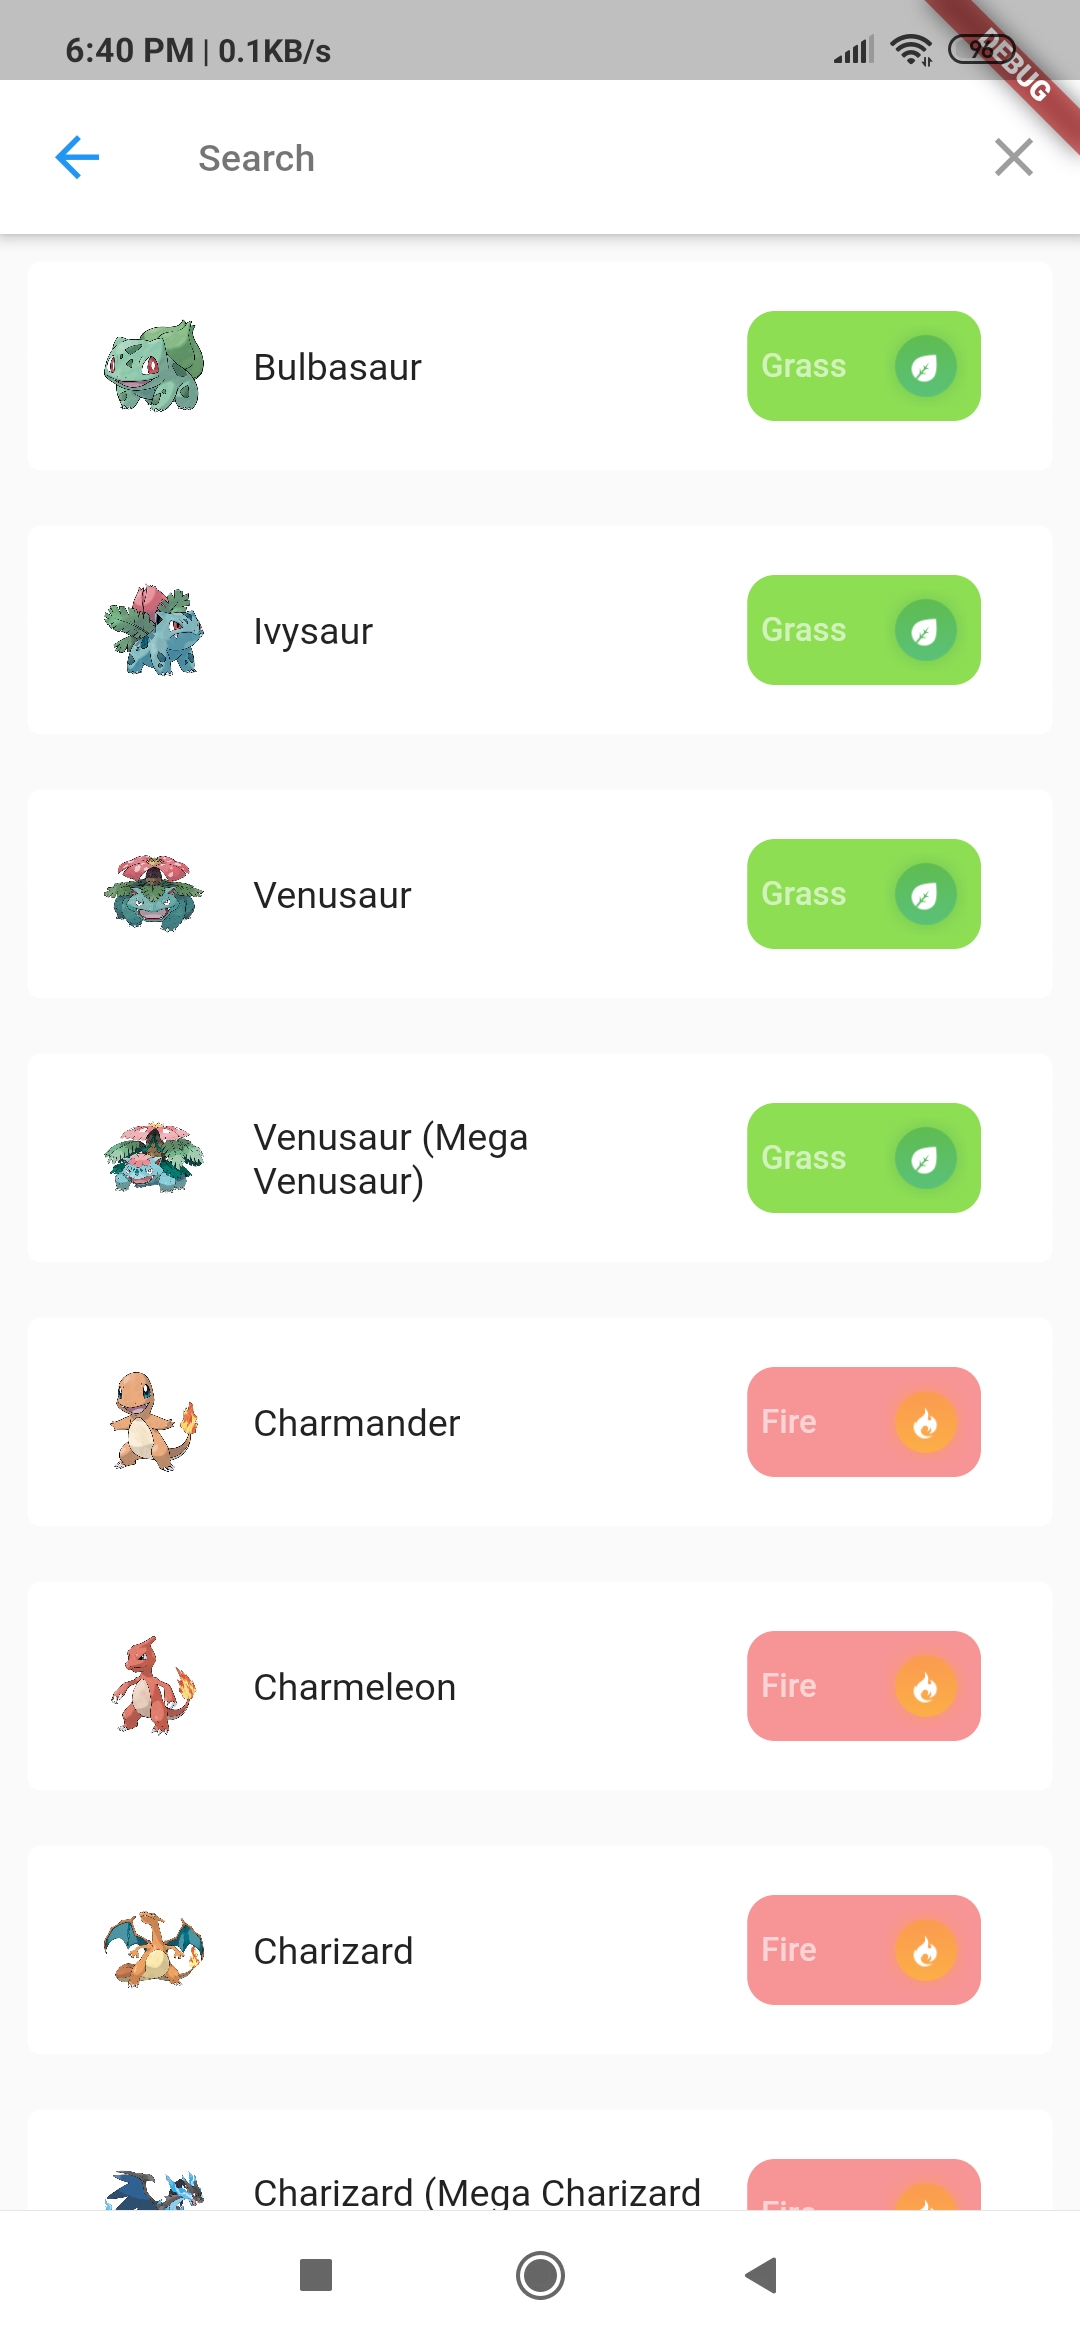 6:40 PM | 0.1KB/s
96
DEBUG
Search
Bulbasaur
Grass
Ivysaur
Grass
Venusaur
Grass
Venusaur (Mega
Venusaur)
Grass
Charmander
Fire
Charmeleon
Fire
Charizard
Fire
Charizard (Mega Charizard
Fire